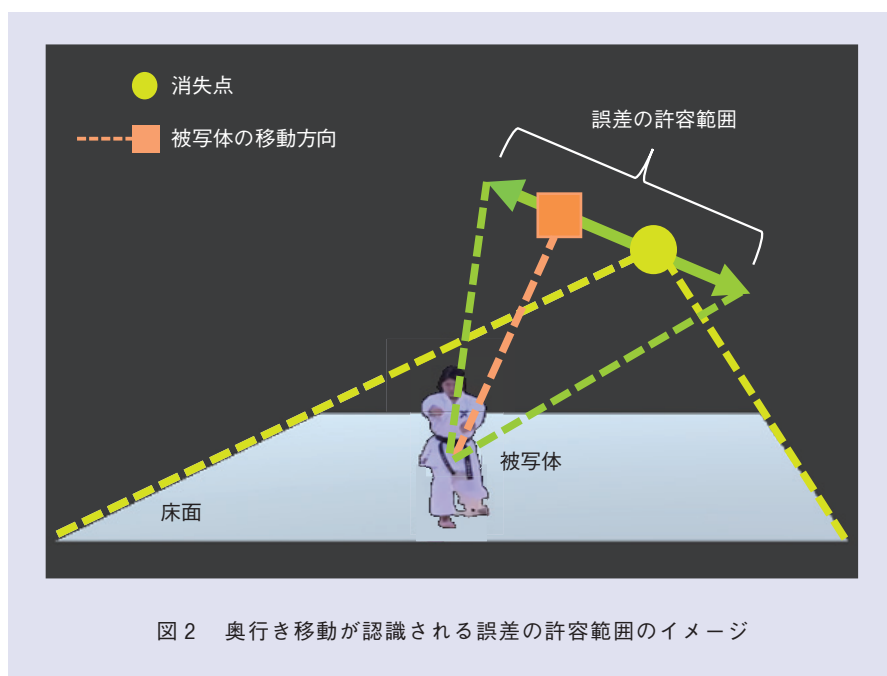 消失点
被写体の移動方向
誤差の許容範囲
被写体
床面
図2 奥行き移動が認識される誤差の許容範囲のイメージ